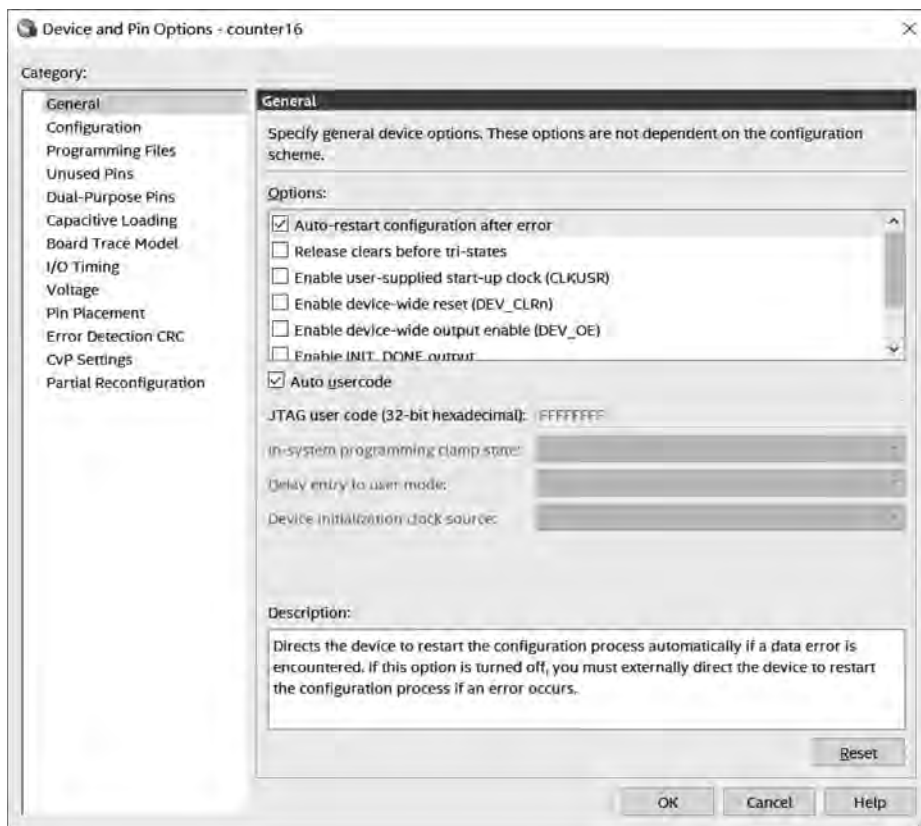 Device and Pin Options - counter16
Category:
General
Configuration
Programming Files
Unused Pins
Dual-Purpose Pins
Capacitive Loading
Board Trace Model
I/O Timing
Voltage
Pin Placement
Error Detection CRC
CvP Settings
Partial Reconfiguration
General
Specify general device options. These options are not dependent on the configuration
scheme.
Options:
Auto-restart configuration after error
Release clears before tri-states
Enable user-supplied start-up clock (CLKUSR)
Enable device-wide reset (DEV_CLRn)
Enable device-wide output enable (DEV_OE)
Enable INIT_DONE output
Auto usercode
JTAG user code (32-bit hexadecimal): FFFFFFFF
In-system programming clamp state:
Delay entry to user mode:
Device initialization clock source:
Description:
Directs the device to restart the configuration process automatically if a data error is
encountered. If this option is turned off, you must externally direct the device to restart
the configuration process if an error occurs.
Reset
OK
Cancel
Help